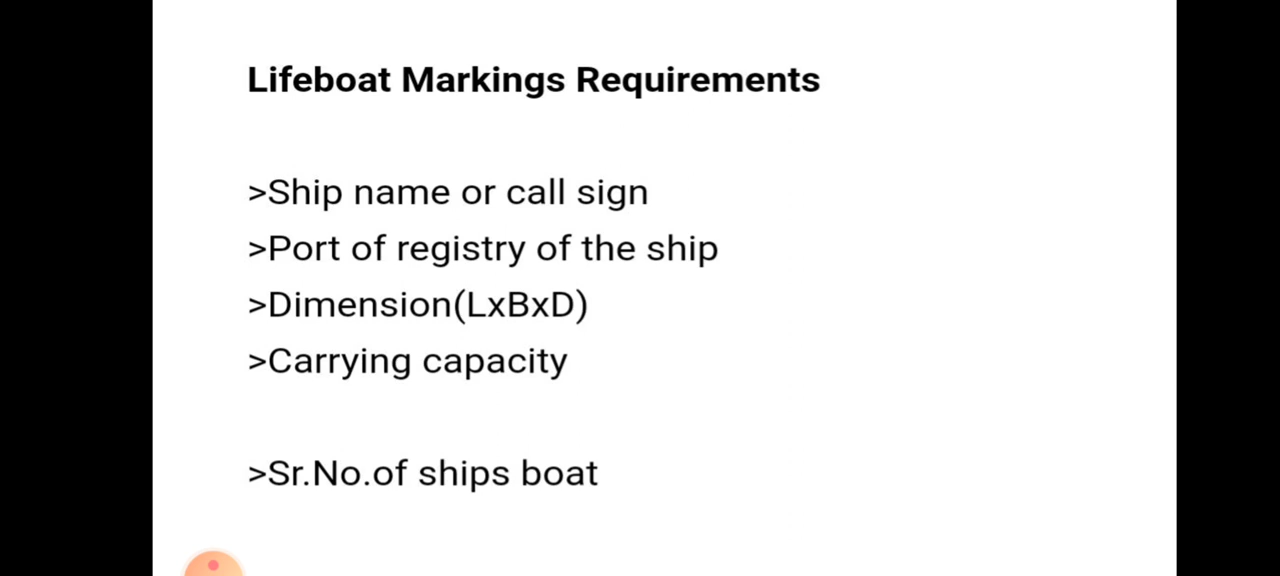 Lifeboat Markings Requirements
>Ship name or call sign
>Port of registry of the ship
>Dimension(LxBxD)
>Carrying capacity
>Sr.No.of ships boat